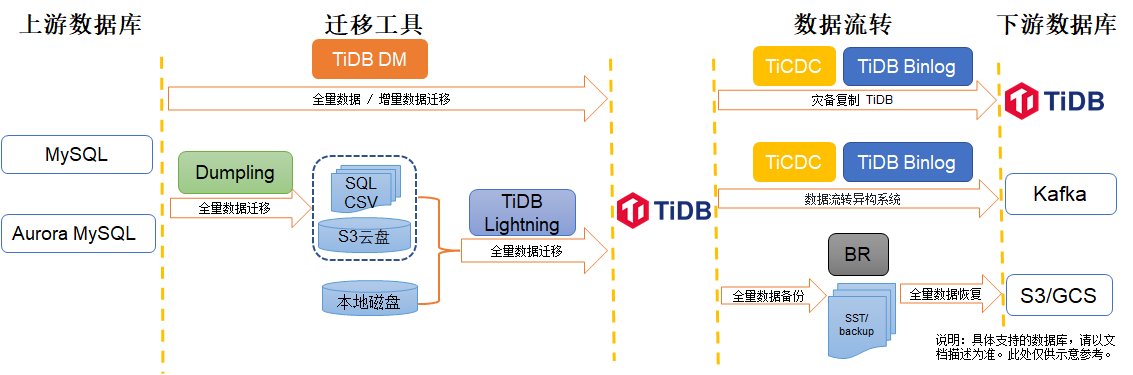 上游数据库
迁移工具
数据流转
下游数据库
TiDB DM
全量数据 / 增量数据迁移
TiCDC
TiDB Binlog
灾备复制 TiDB
TiDB
MySQL
Aurora MySQL
Dumpling
全量数据迁移
SQL
CSV
S3云盘
本地磁盘
TiDB
Lightning
全量数据迁移
TiDB
TiCDC
TiDB Binlog
数据流转异构系统
Kafka
BR
全量数据备份
SST/
backup
全量数据恢复
S3/GCS
说明：具体支持的数据库，请以文
档描述为准。此处仅供示意参考。